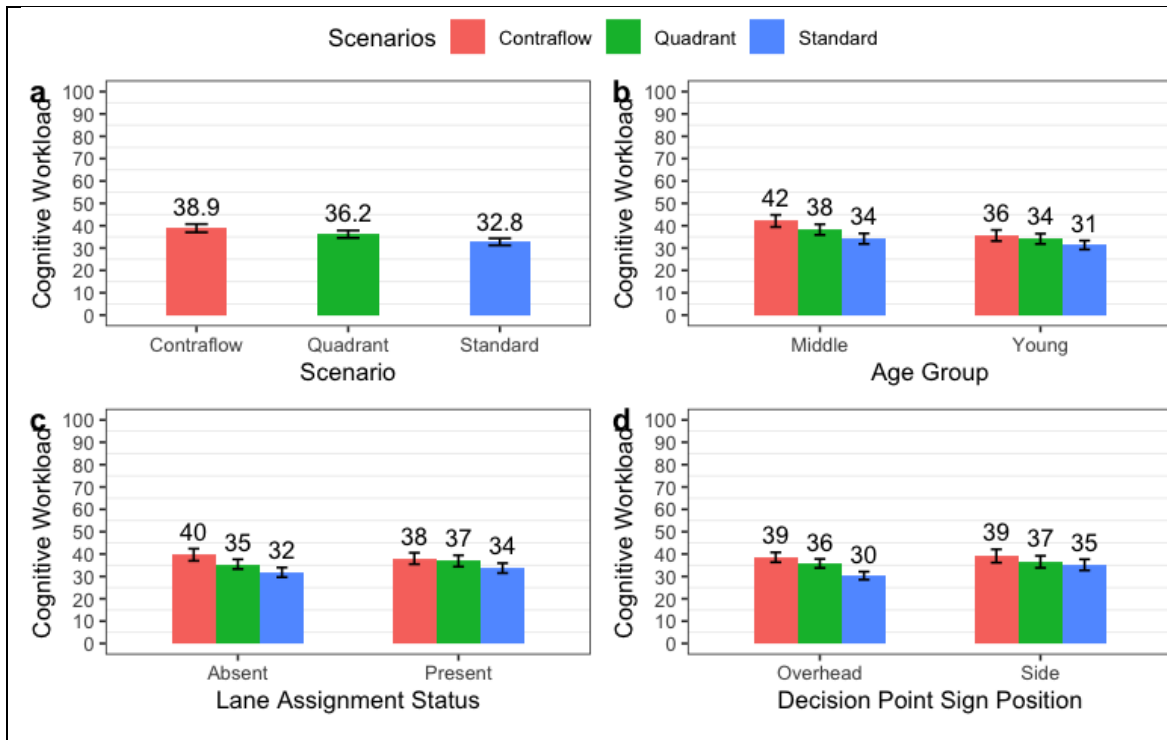 Scenarios Contraflow Quadrant Standard
a
Cognitive Workload
100
90
80
70
60
50
40
30
20
10
0
38.9 36.2 32.8
Contraflow Quadrant Standard
Scenario
b
Cognitive Workload
100
90
80
70
60
50
40
30
20
10
0
42 38 34 36 34 31
Middle Young
Age Group
c
Cognitive Workload
100
90
80
70
60
50
40
30
20
10
0
40 35 32 38 37 34
Absent Present
Lane Assignment Status
d
Cognitive Workload
100
90
80
70
60
50
40
30
20
10
0
39 36 30 39 37 35
Overhead Side
Decision Point Sign Position